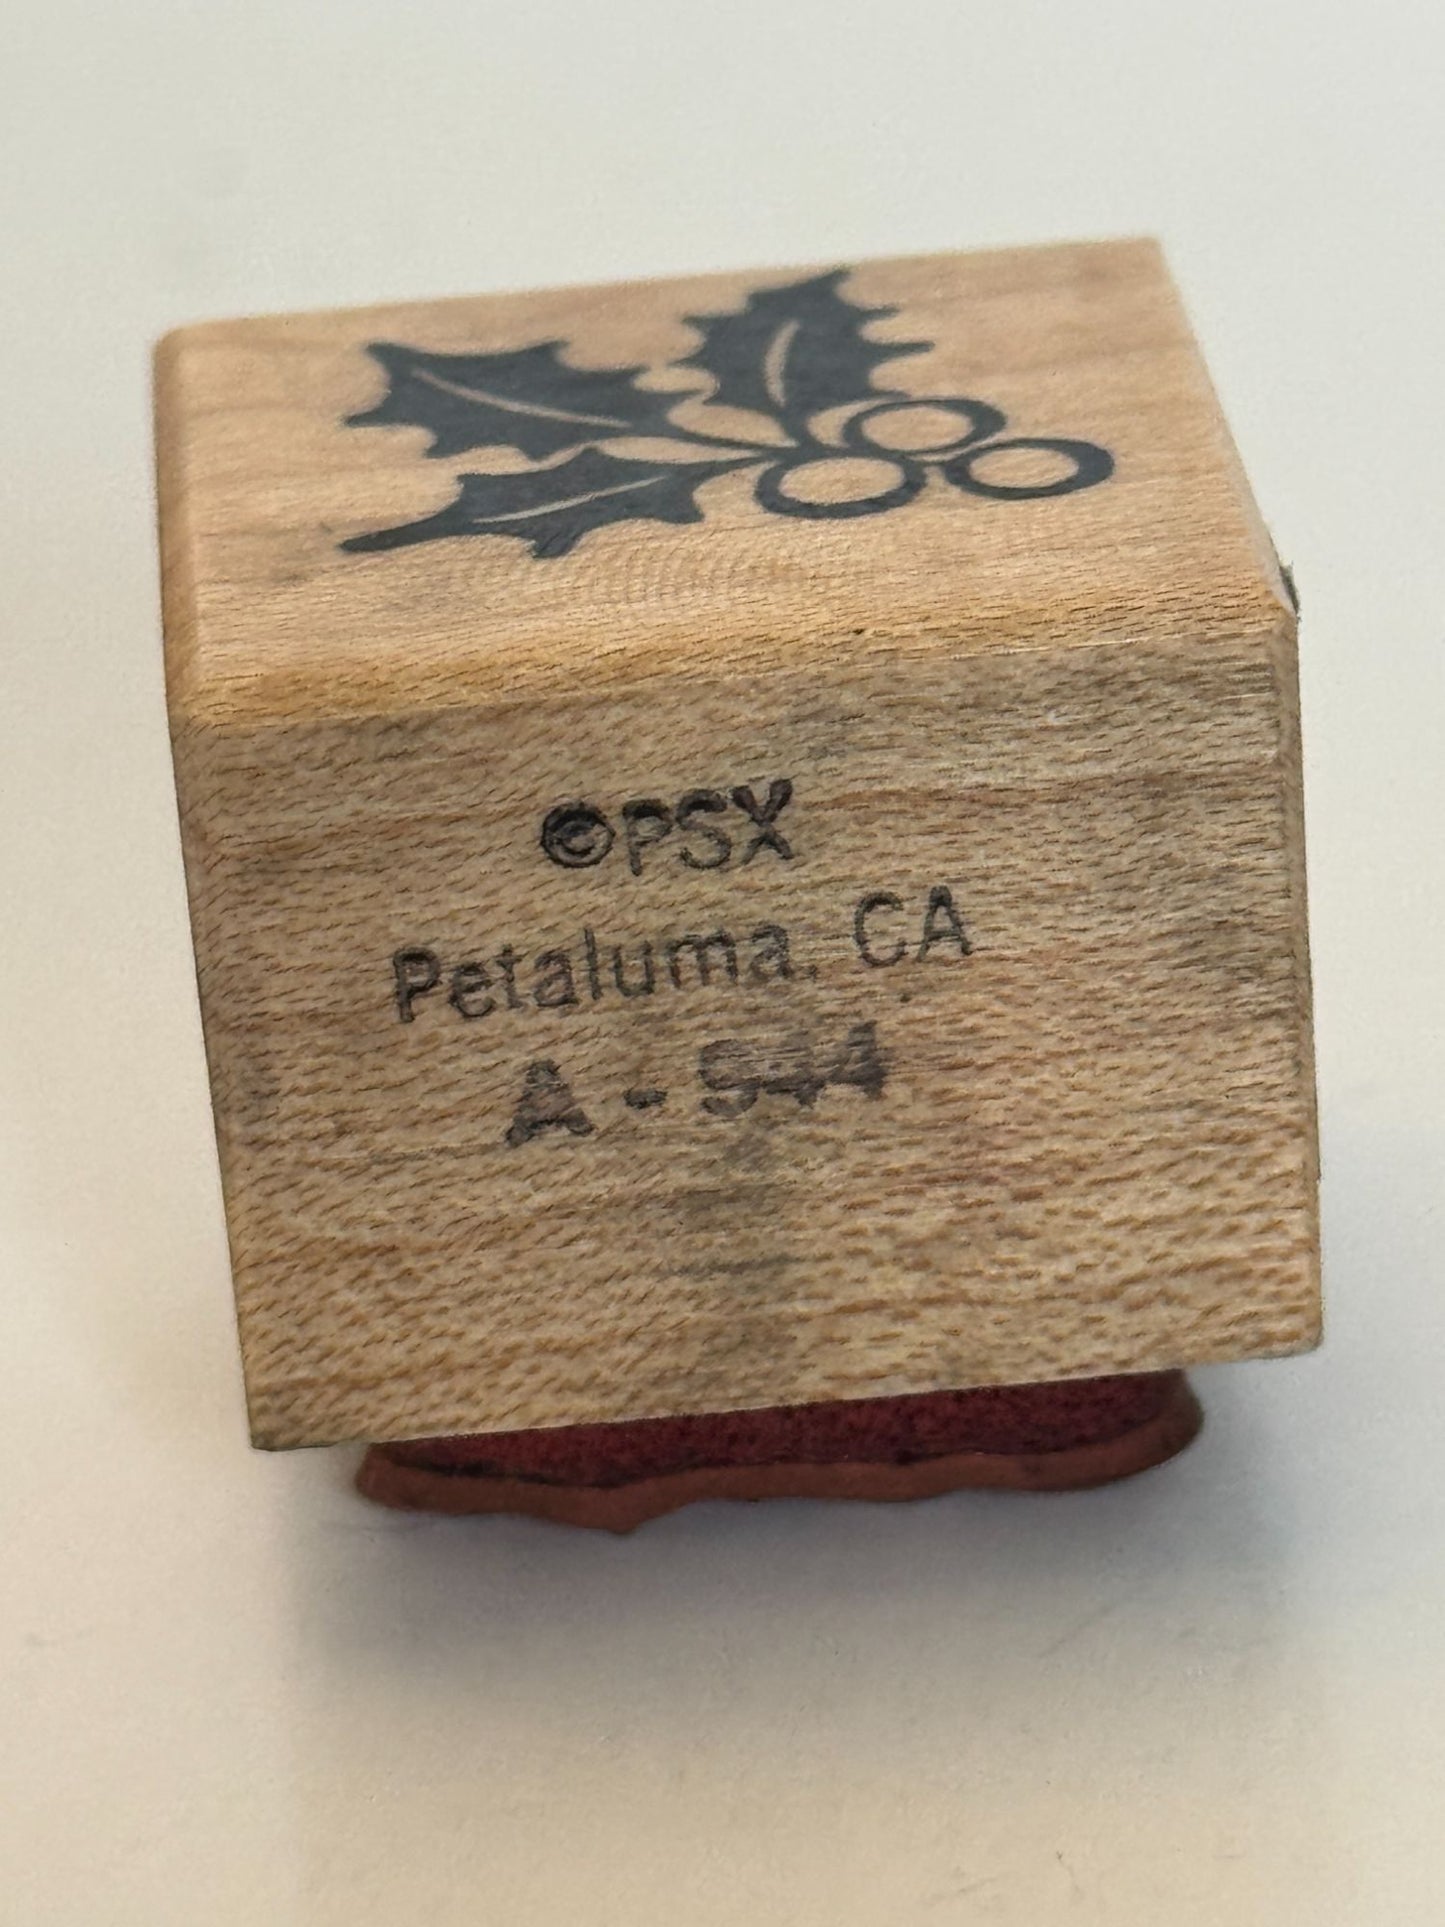 ©PSX
Petaluma, CA
A - 944